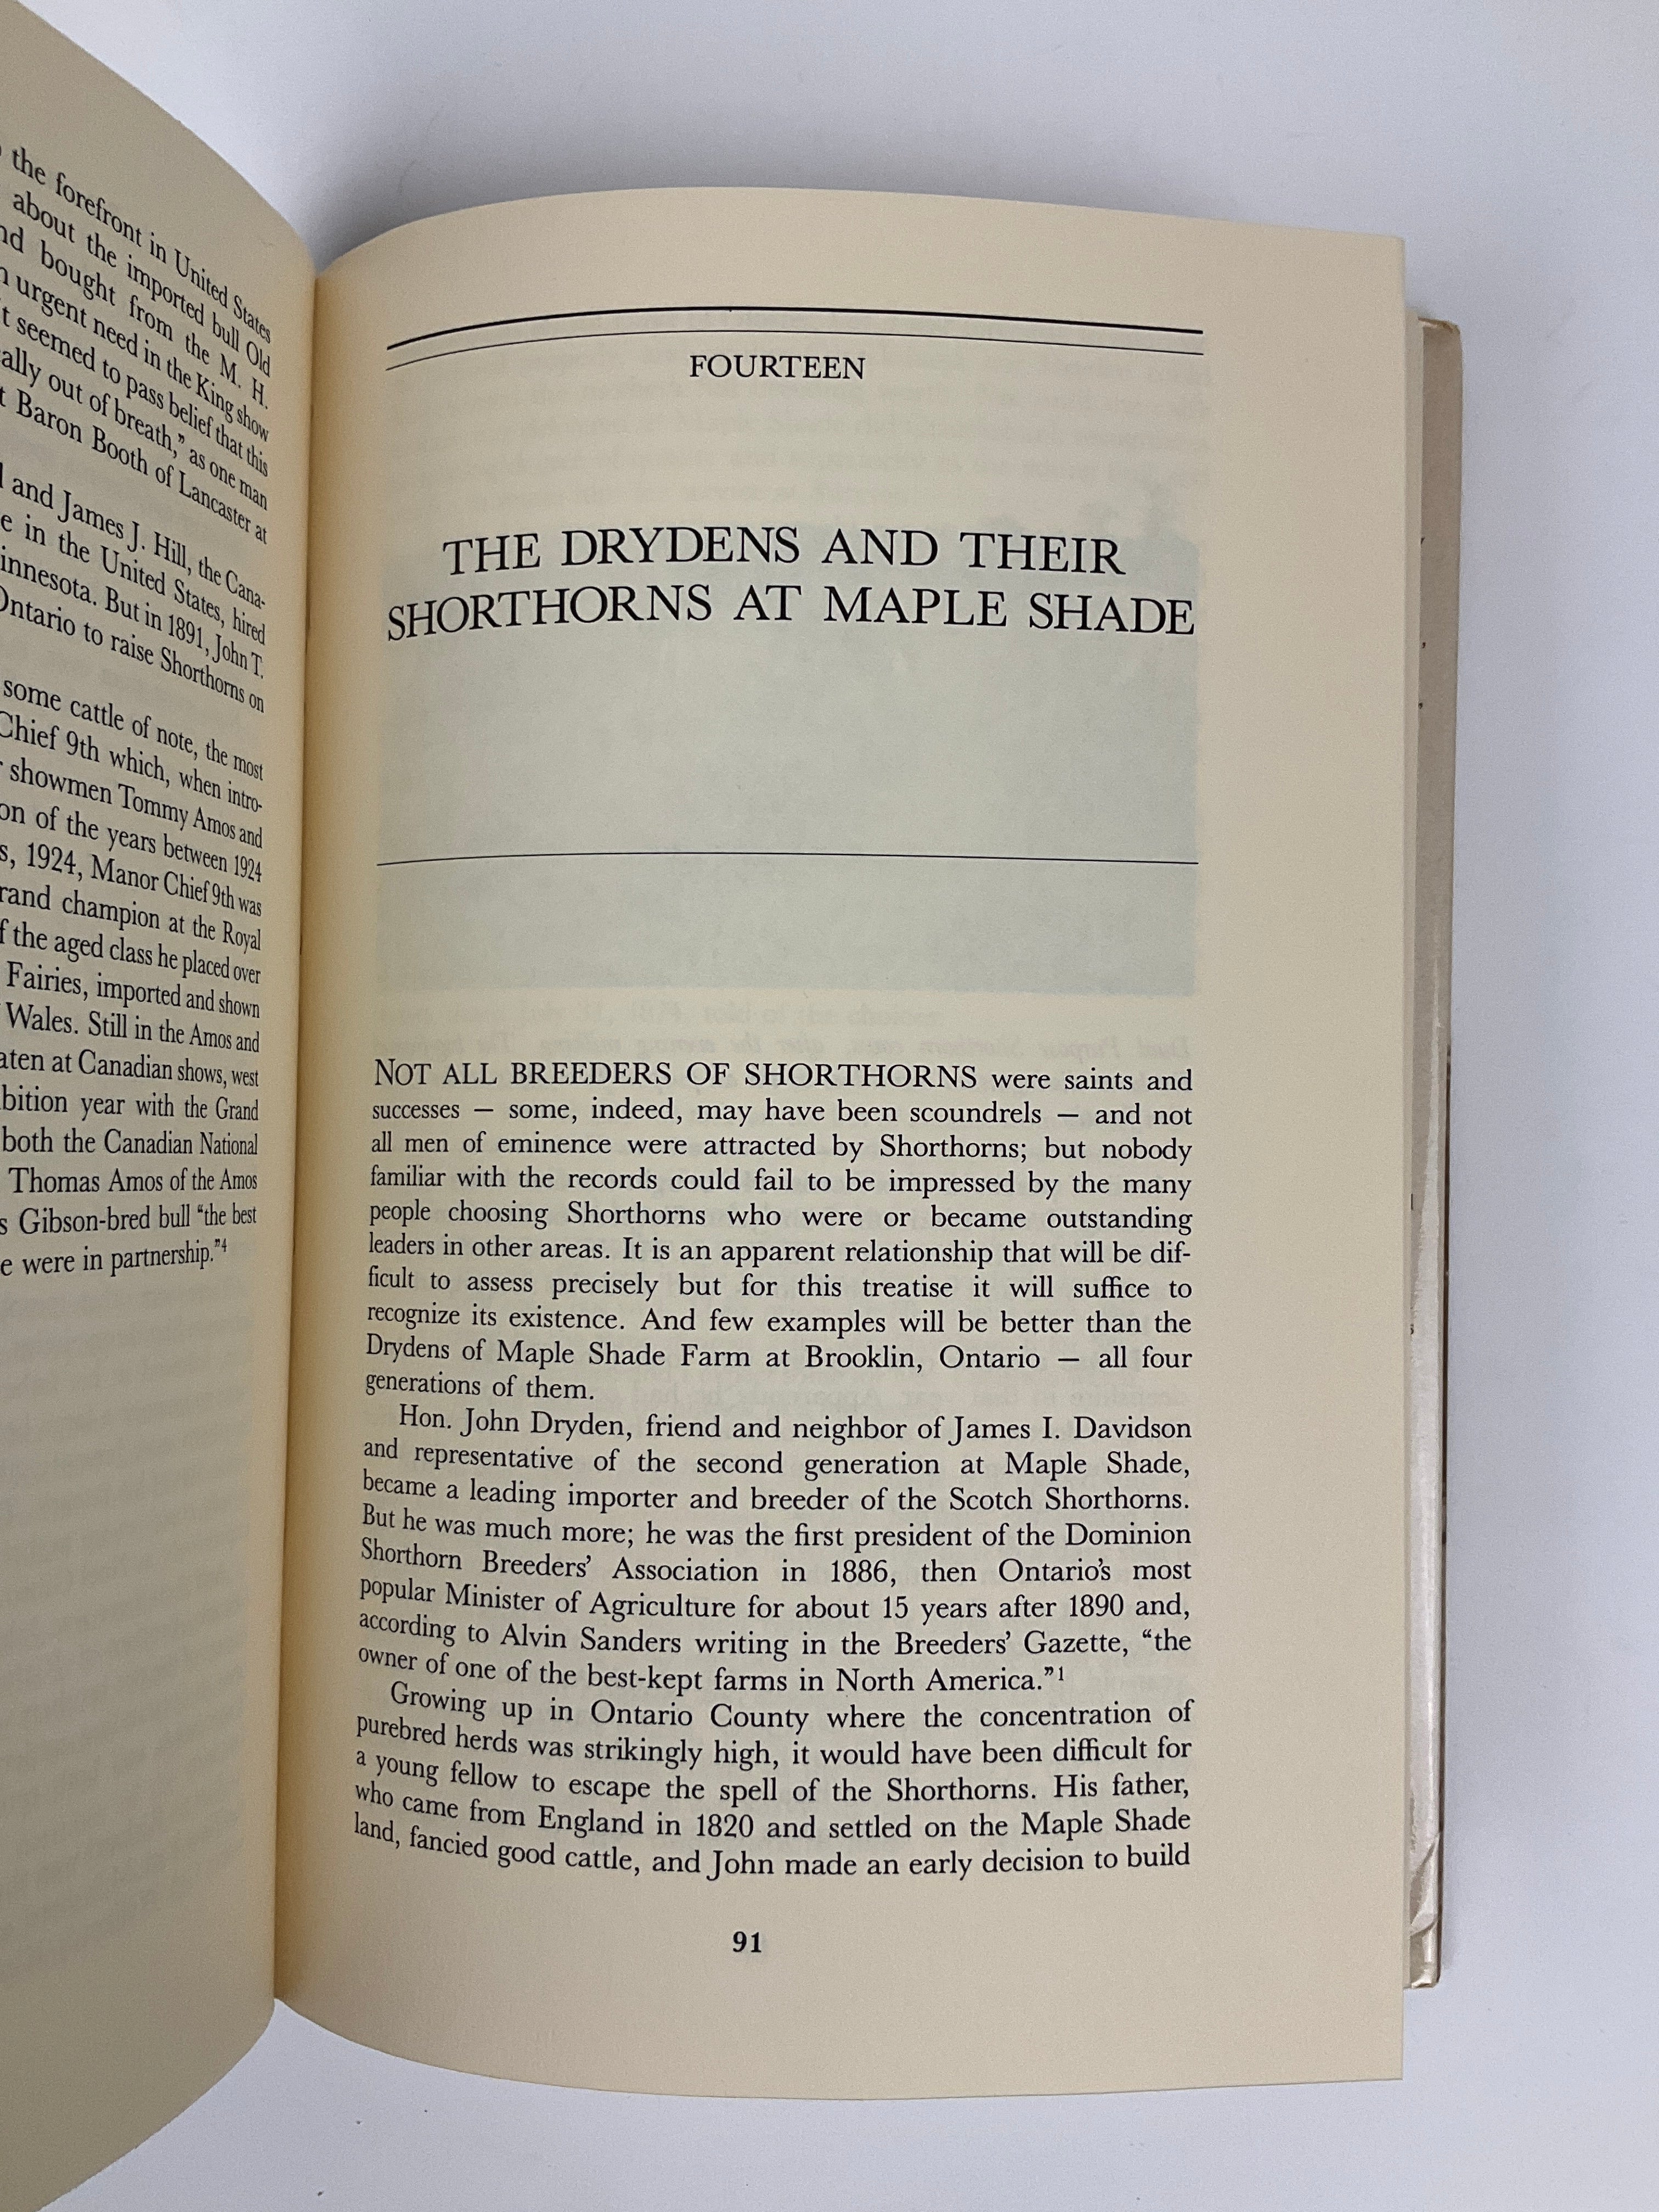 the forefront in United States
about the imported bull Old
bought from the M. H.
urgent need in the King show
seemed to pass belief that this
out of breath,” as one man
Baron Booth of Lancaster at
and James J. Hill, the Cana-
in the United States, hired
But in 1891, John T.
Ontario to raise Shorthorns on
some cattle of note, the most
Chief 9th which, when intro-
showmen Tommy Amos and
of the years between 1924
1924, Manor Chief 9th was
champion at the Royal
the aged class he placed over
Fairies, imported and shown
Wales. Still in the Amos and
at Canadian shows, west
year with the Grand
both the Canadian National
Thomas Amos of the Amos
Gibson-bred bull “the best
were in partnership.”4
FOURTEEN
THE DRYDENS AND THEIR
SHORTHORNS AT MAPLE SHADE
NOT ALL BREEDERS OF SHORTHORNS were saints and
successes — some, indeed, may have been scoundrels — and not
all men of eminence were attracted by Shorthorns; but nobody
familiar with the records could fail to be impressed by the many
people choosing Shorthorns who were or became outstanding
leaders in other areas. It is an apparent relationship that will be dif-
ficult to assess precisely but for this treatise it will suffice to
recognize its existence. And few examples will be better than the
Drydens of Maple Shade Farm at Brooklin, Ontario — all four
generations of them.
Hon. John Dryden, friend and neighbor of James I. Davidson
and representative of the second generation at Maple Shade,
became a leading importer and breeder of the Scotch Shorthorns.
But he was much more; he was the first president of the Dominion
Shorthorn Breeders’ Association in 1886, then Ontario’s most
popular Minister of Agriculture for about 15 years after 1890 and,
according to Alvin Sanders writing in the Breeders’ Gazette, “the
owner of one of the best-kept farms in North America.”1
Growing up in Ontario County where the concentration of
purebred herds was strikingly high, it would have been difficult for
a young fellow to escape the spell of the Shorthorns. His father,
who came from England in 1820 and settled on the Maple Shade
land, fancied good cattle, and John made an early decision to build
91